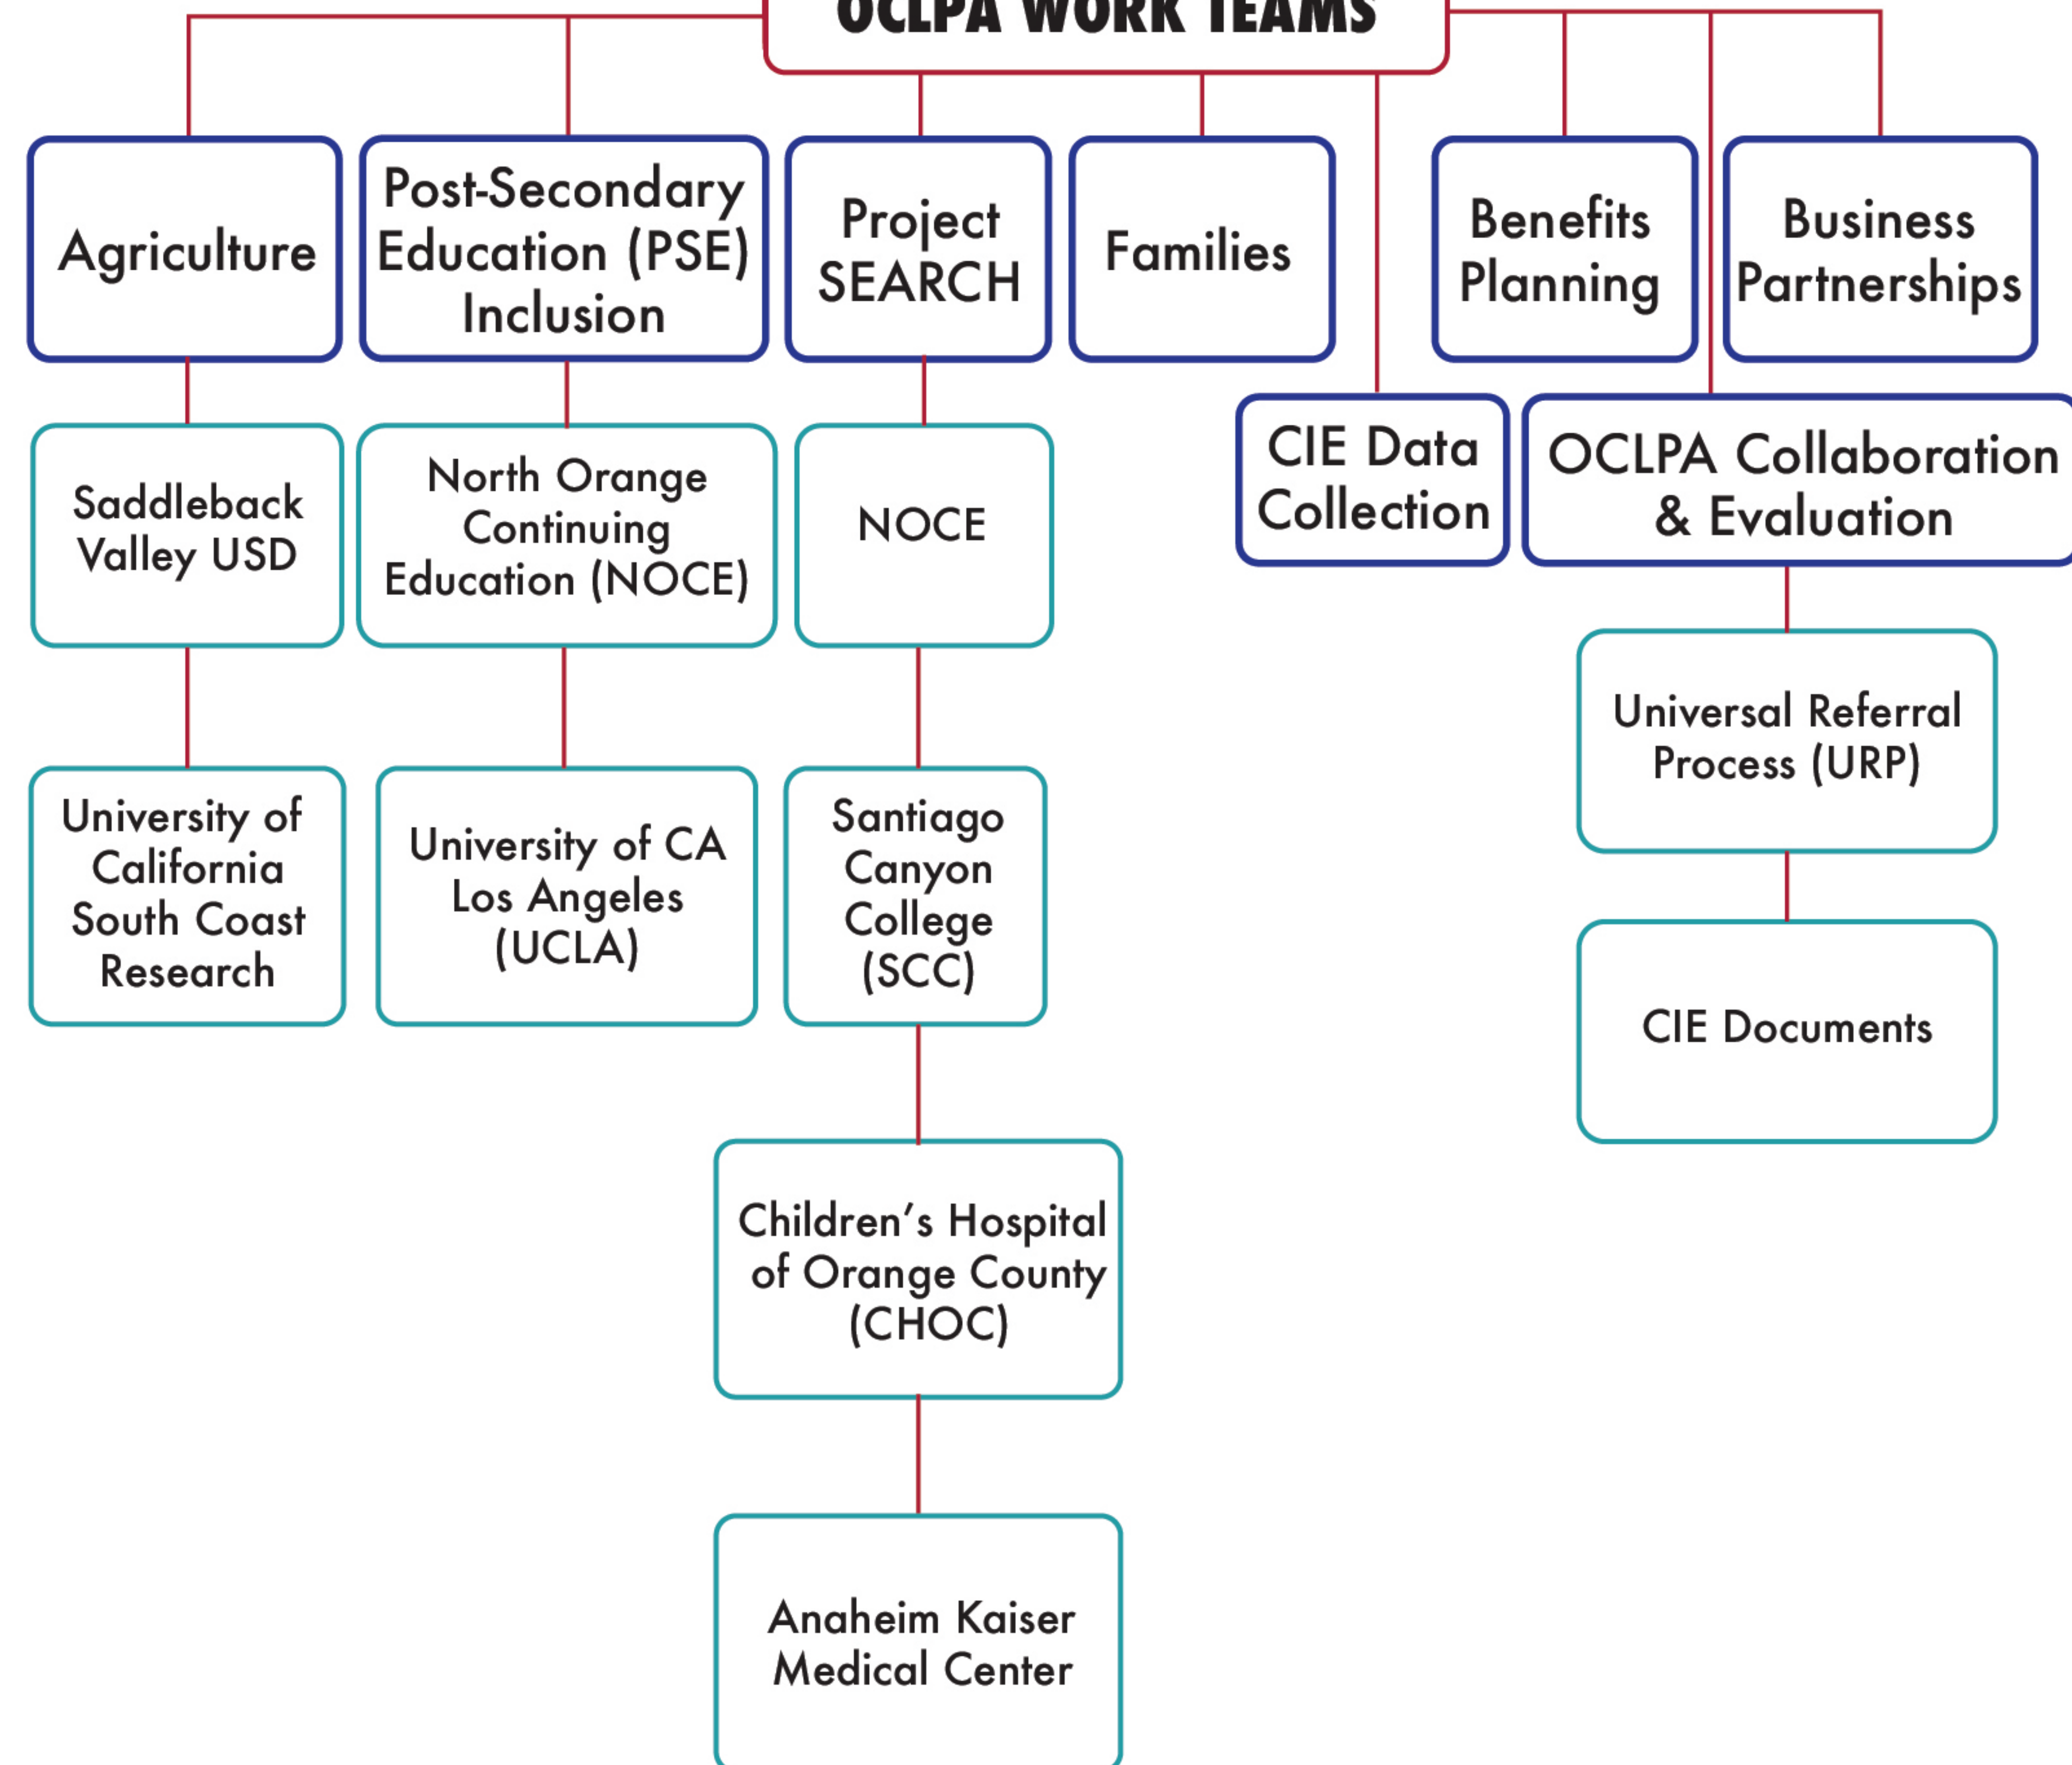 OCLPA WORK TEAMS
Agriculture
Post-Secondary
Education (PSE)
Inclusion
Project
SEARCH
Families
Benefits
Planning
Business
Partnerships
CIE Data
Collection
OCLPA Collaboration
& Evaluation
Saddleback
Valley USD
North Orange
Continuing
Education (NOCE)
NOCE
Universal Referral
Process (URP)
University of
California
South Coast
Research
University of CA
Los Angeles
(UCLA)
Santiago
Canyon
College
(SCC)
CIE Documents
Children’s Hospital
of Orange County
(CHOC)
Anaheim Kaiser
Medical Center